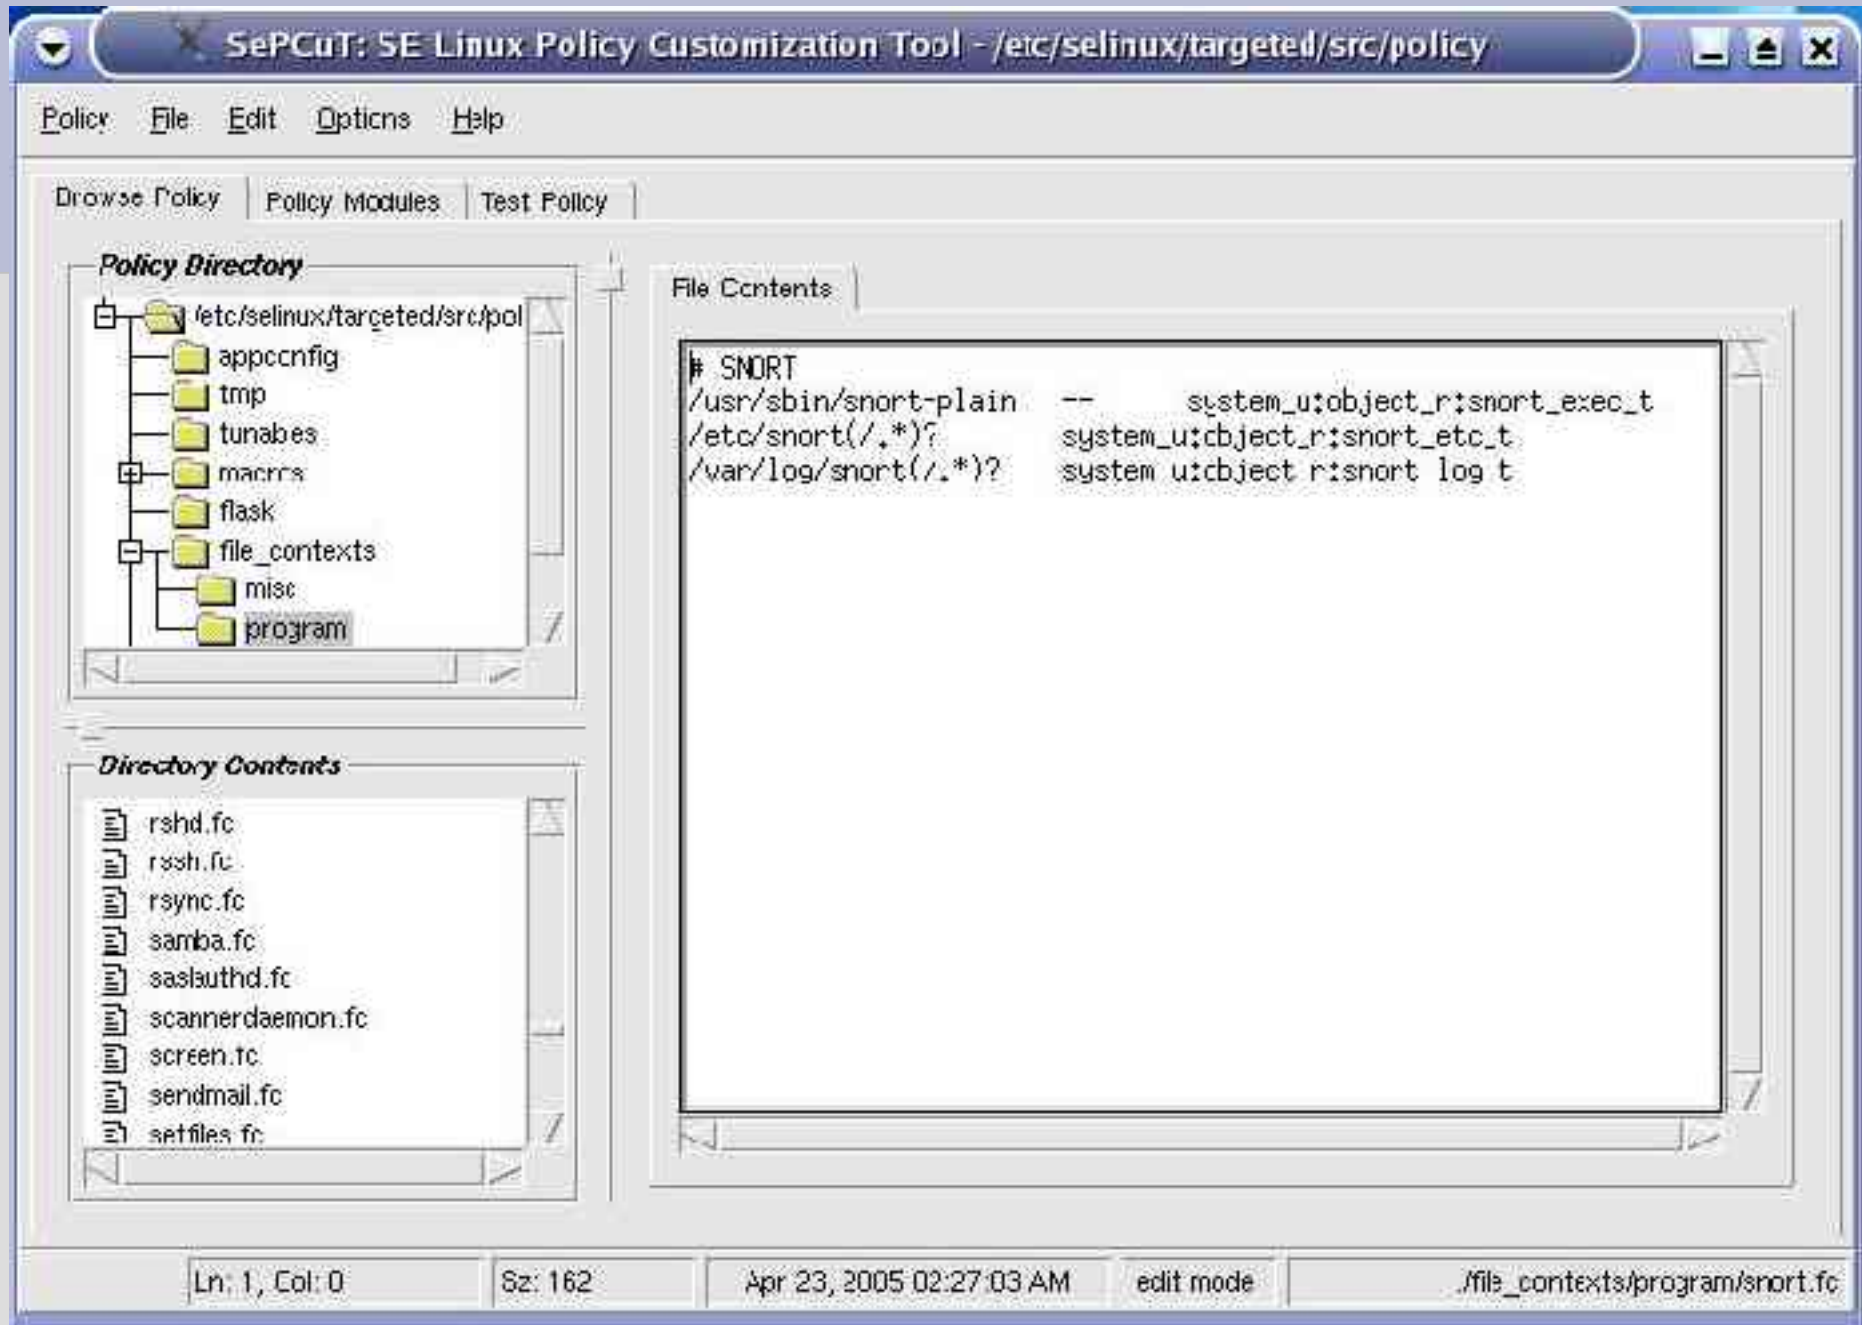 SePCuT: SE Linux Policy Customization Tool - /etc/selinux/targeted/src/policy
Policy File Edit Options Help
Browse Policy Policy Modules Test Policy
Policy Directory
/etc/selinux/targeted/src/pol
appconfig
tmp
tunables
macros
flask
file_contexts
misc
program
Directory Contents
rshd.fc
rssh.fc
rsync.fc
samba.fc
saslauthd.fc
scannerdaemon.fc
screen.fc
sendmail.fc
setfiles.fc
File Contents
# SNORT
/usr/sbin/snort-plain -- system_u:object_r:snort_exec_t
/etc/snort(/.*)? system_u:object_r:snort_etc_t
/var/log/snort(/.*)? system_u:object_r:snort_log_t
Ln: 1, Col: 0 Sz: 162 Apr 23, 2005 02:27:03 AM edit mode ./file_contexts/program/snort.fc